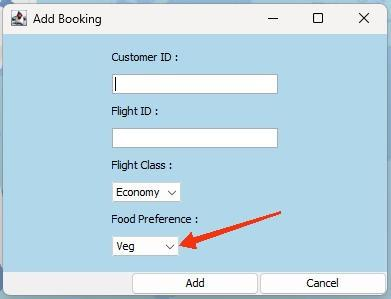 Add Booking
Customer ID :
Flight ID :
Flight Class :
Economy
Food Preference :
Veg
Add Cancel